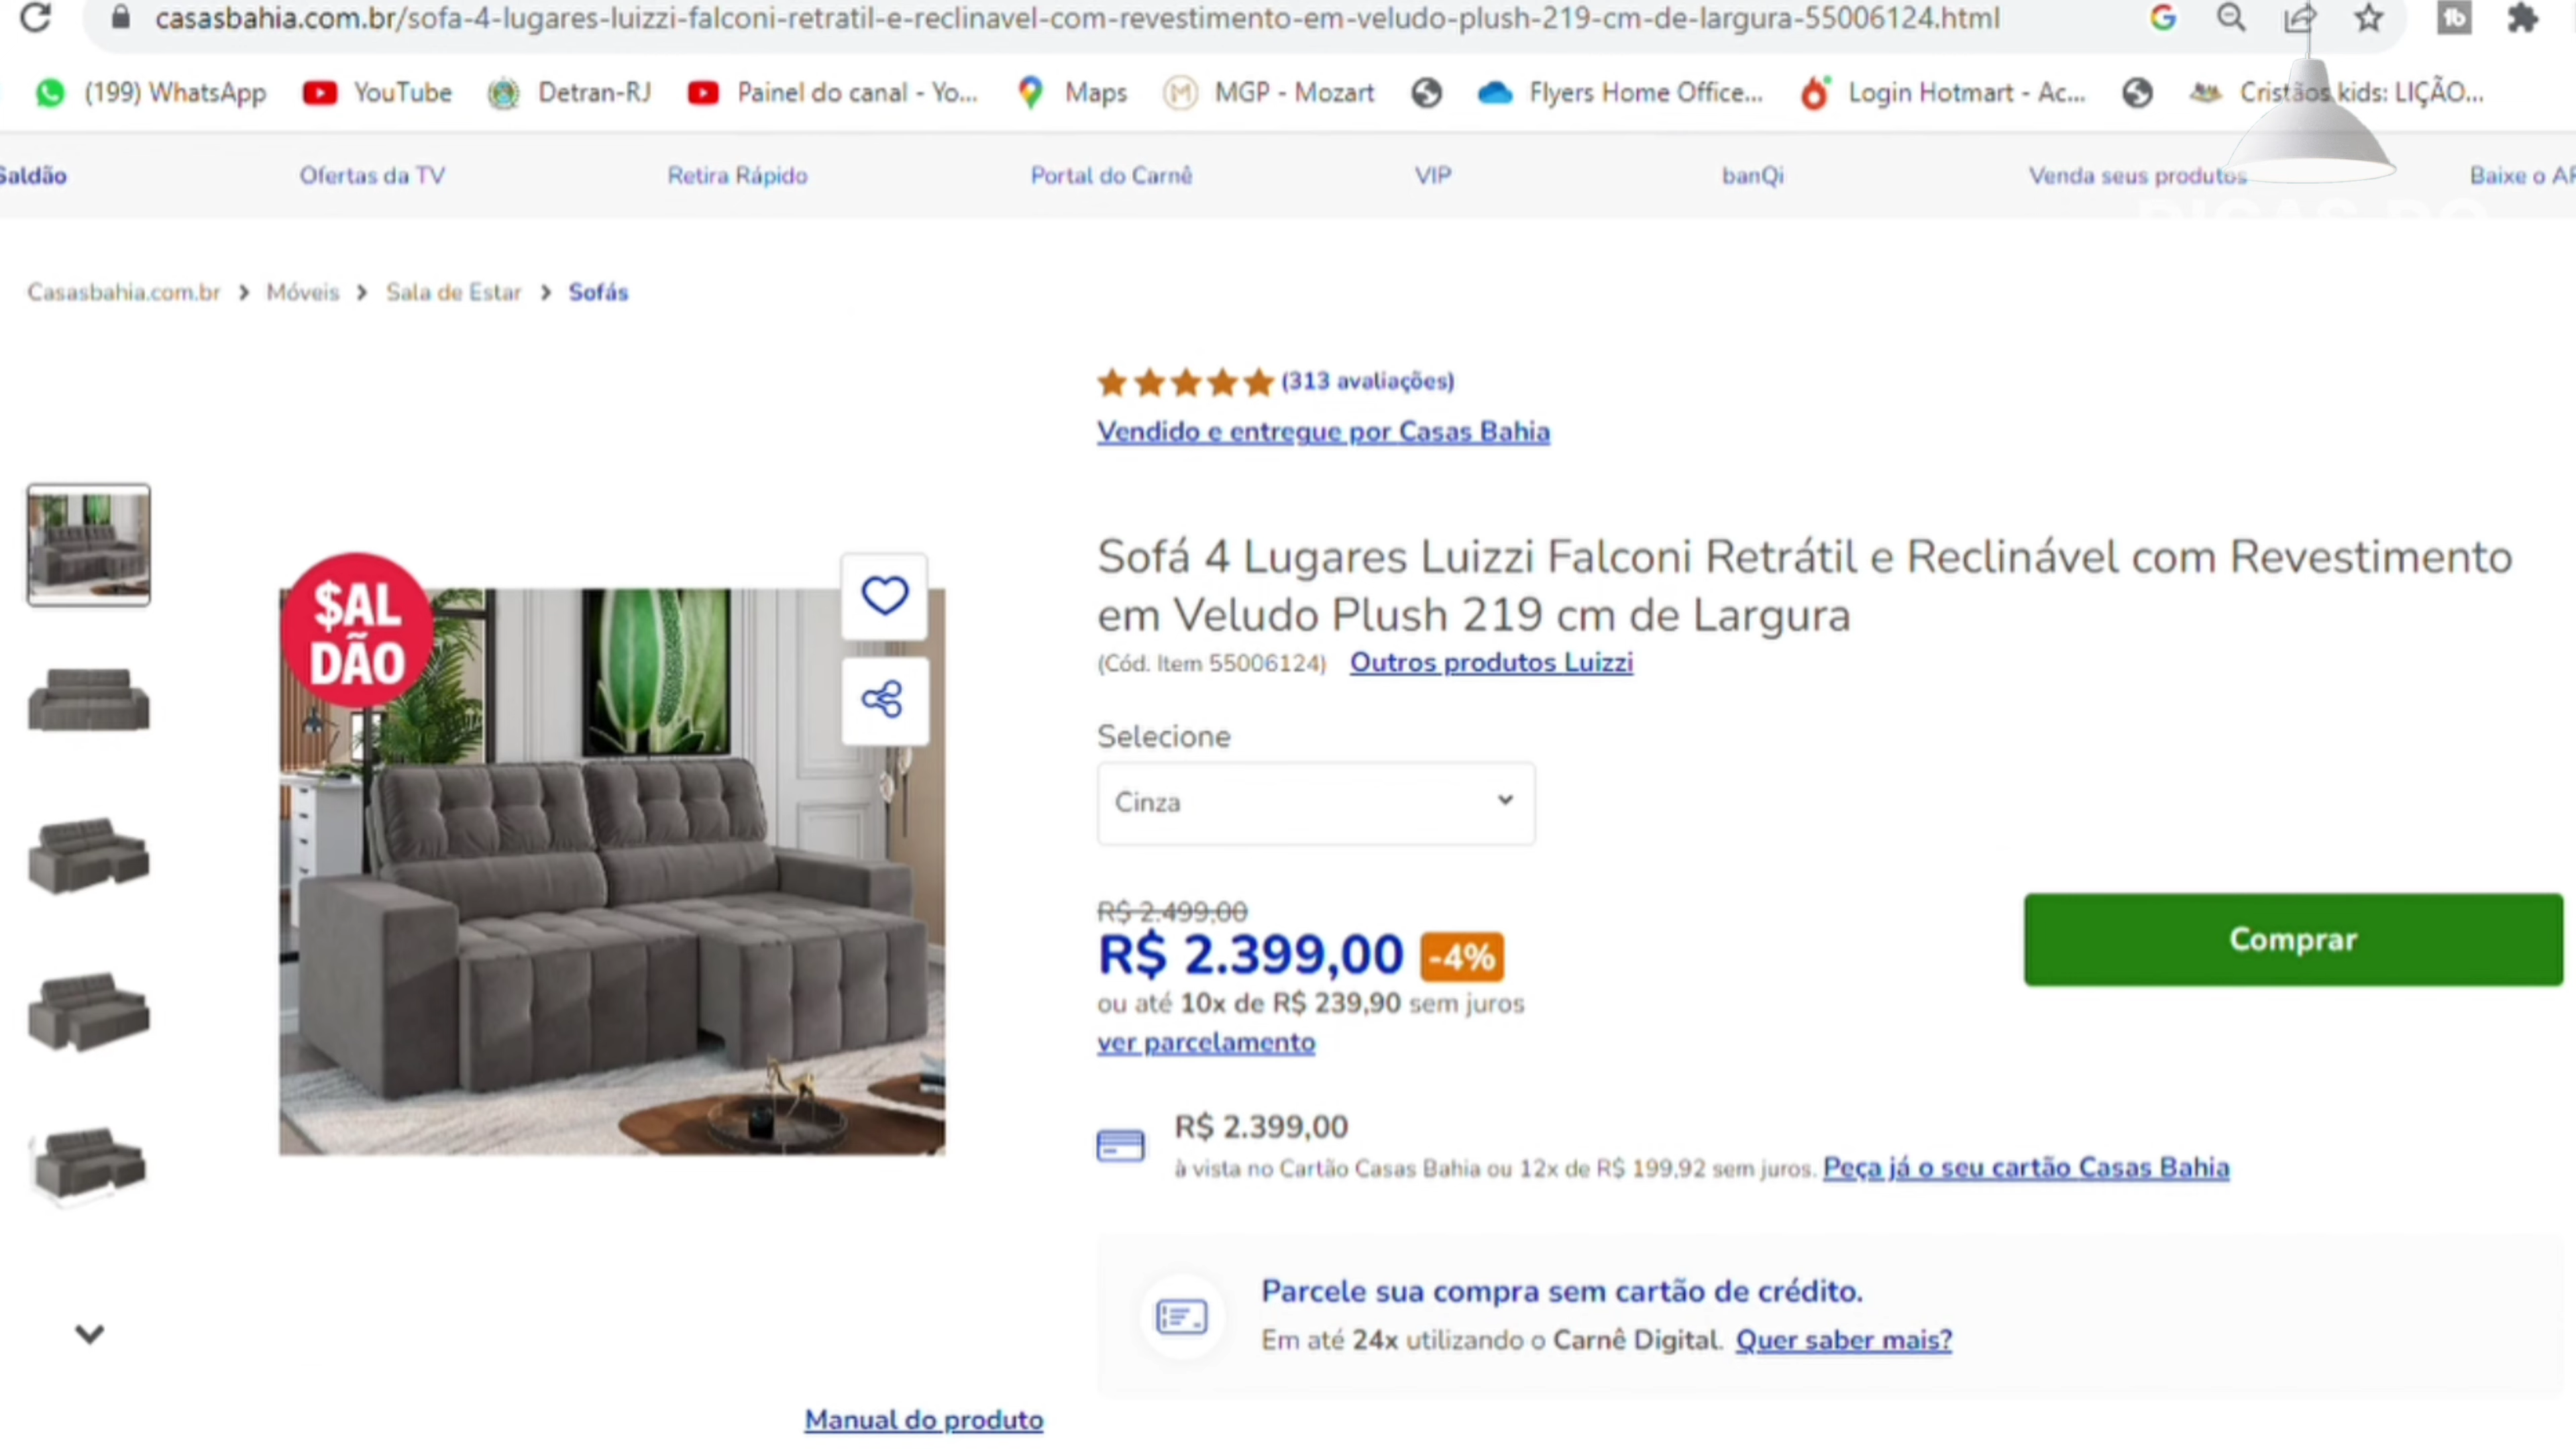 casasbahia.com.br/sofa-4-lugares-luizzi-falconi-retratil-e-reclinavel-com-revestimento-em-veludo-plush-219-cm-de-largura-55006124.html
(199) WhatsApp YouTube Detran-RJ Painel do canal - Yo... Maps MGP - Mozart Flyers Home Office... Login Hotmart - Ac... Cristãos kids: LIÇÃO...
Saldão Ofertas da TV Retira Rápido Portal do Carnê VIP banQi Venda seus produtos Baixe o AP
DICAS DO
Casasbahia.com.br > Móveis > Sala de Estar > Sofás
(313 avaliações)
Vendido e entregue por Casas Bahia
$AL
DÃO
Sofá 4 Lugares Luizzi Falconi Retrátil e Reclinável com Revestimento
em Veludo Plush 219 cm de Largura
(Cód. Item 55006124) Outros produtos Luizzi
Selecione
Cinza
R$ 2.499,00
R$ 2.399,00 -4%
Comprar
ou até 10x de R$ 239,90 sem juros
ver parcelamento
R$ 2.399,00
à vista no Cartão Casas Bahia ou 12x de R$ 199,92 sem juros. Peça já o seu cartão Casas Bahia
Parcele sua compra sem cartão de crédito.
Em até 24x utilizando o Carnê Digital. Quer saber mais?
Manual do produto